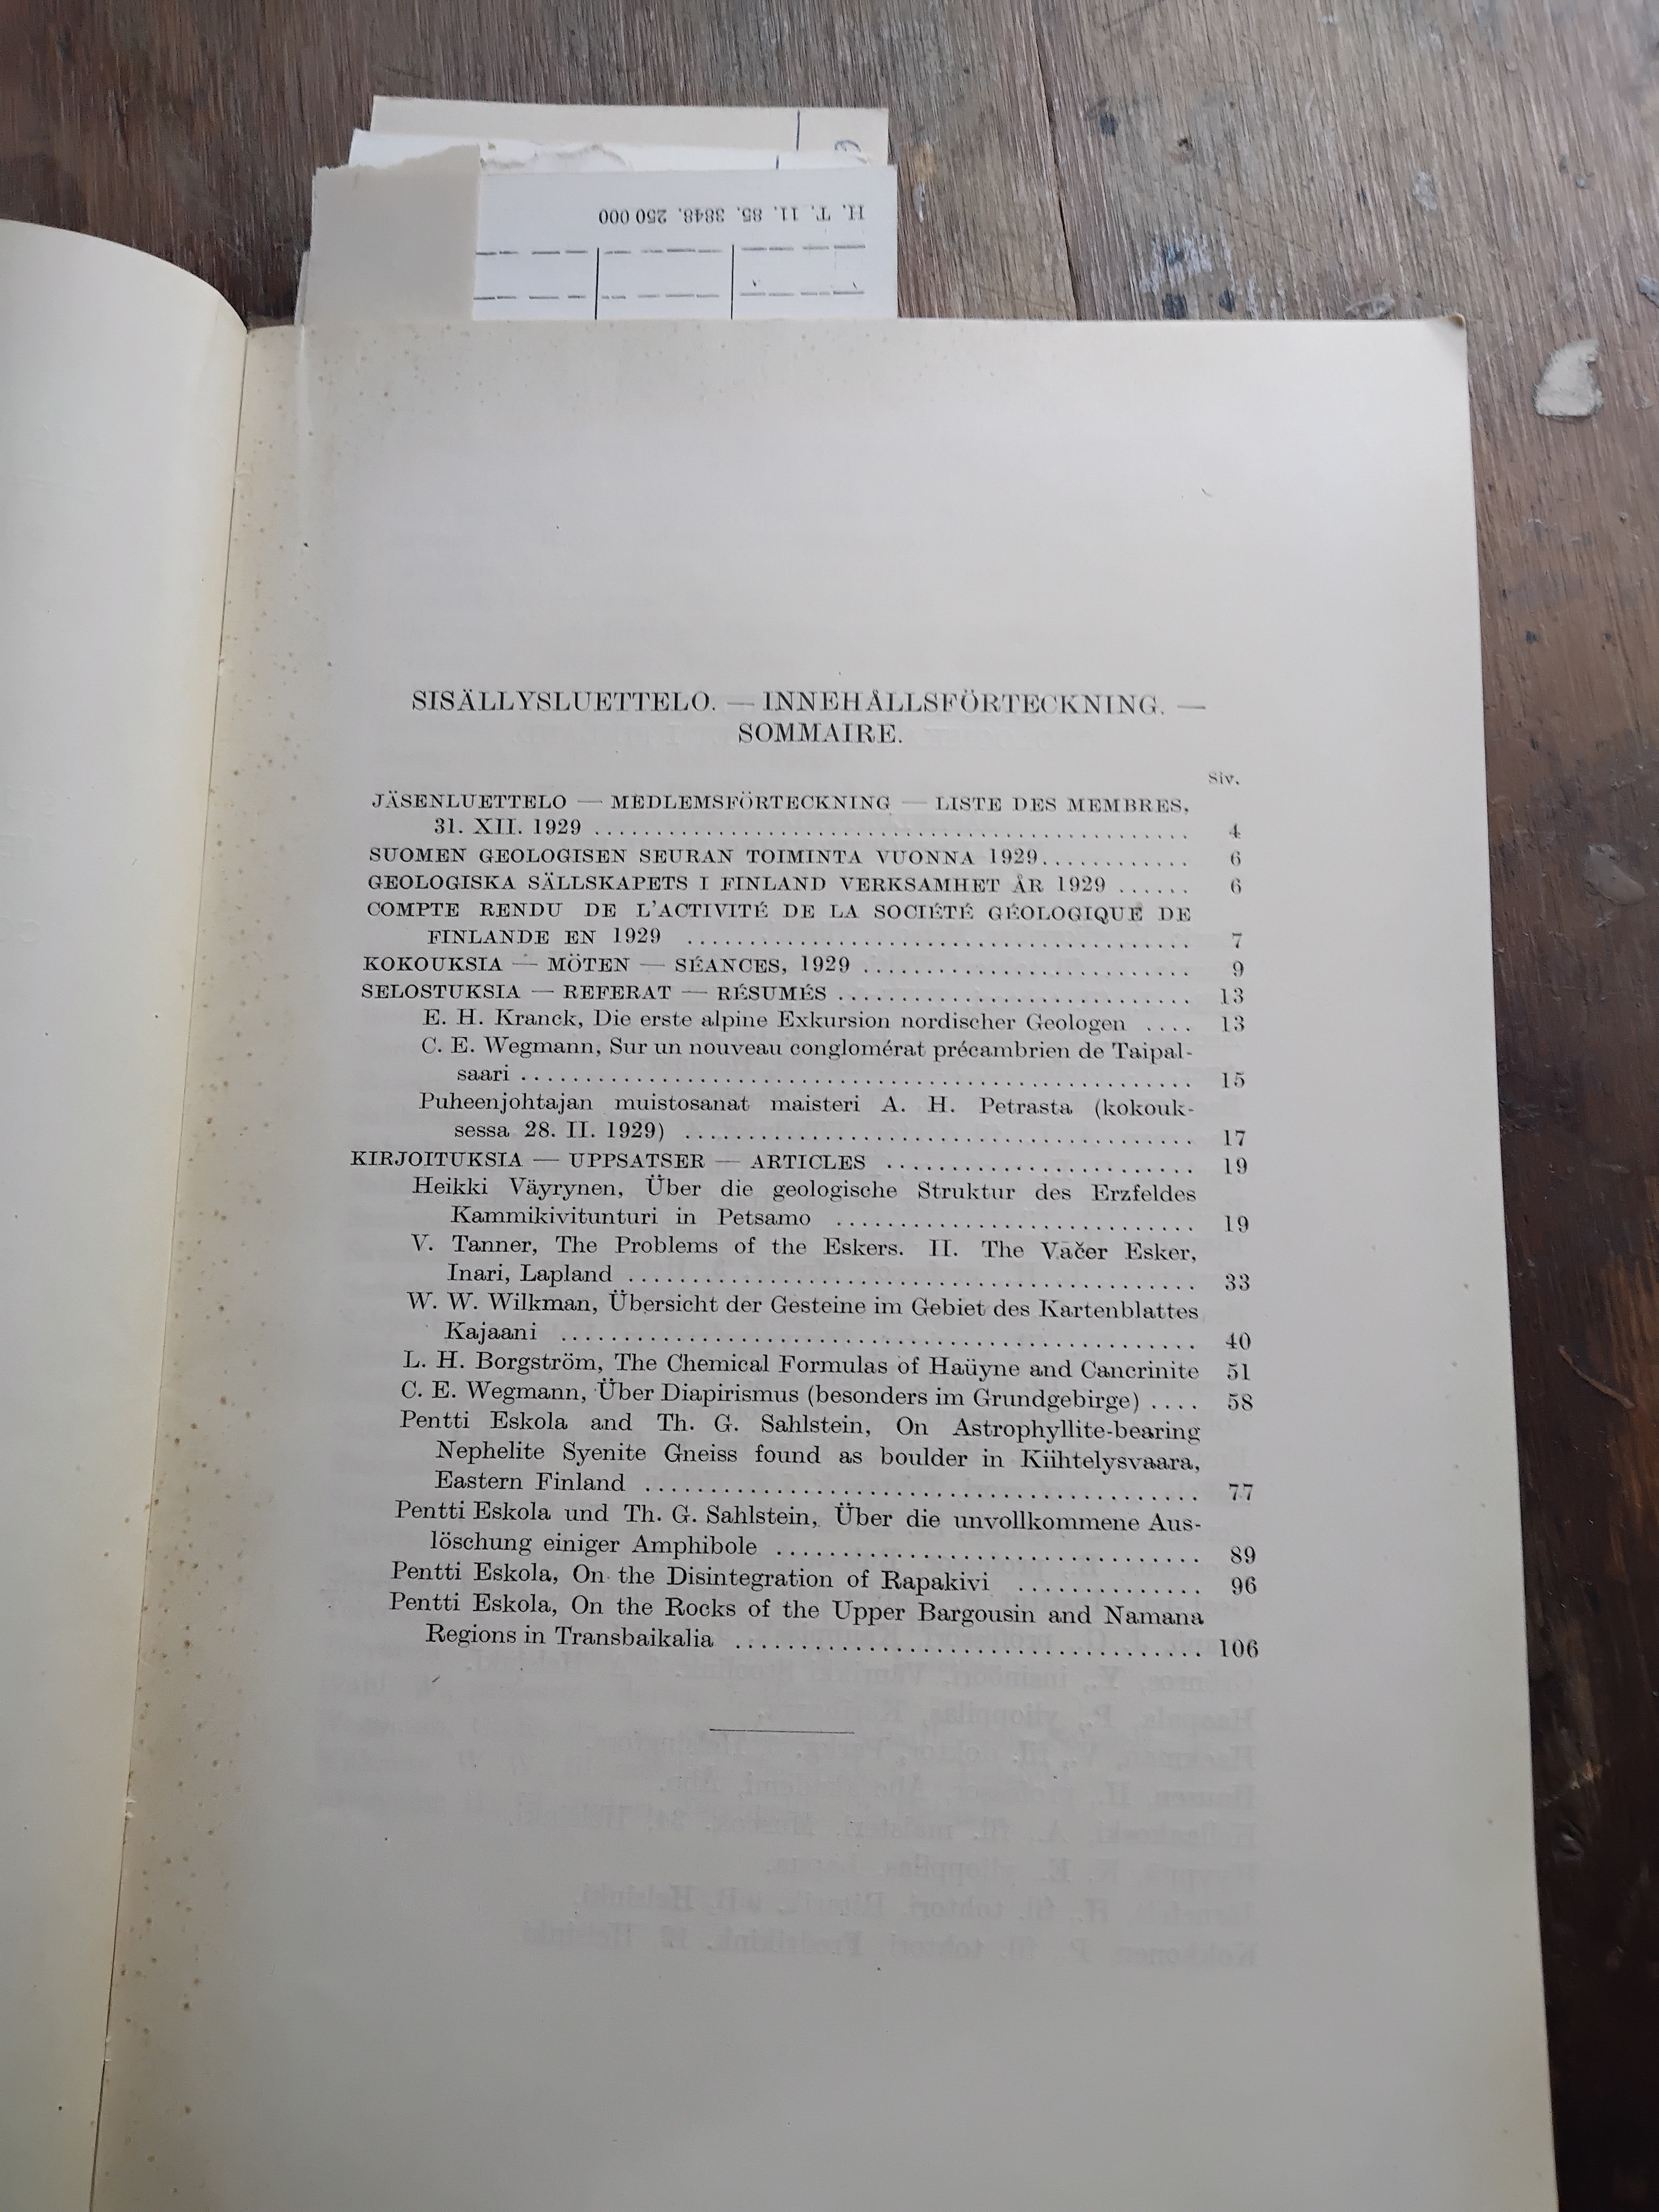 H. T. 11. 85. 3848. 250 000
SISÄLLYSLUETTELO. — INNEHÅLLSFÖRTECKNING. —
SOMMAIRE.
Siv.
JÄSENLUETTELO — MEDLEMSFÖRTECKNING — LISTE DES MEMBRES,
31. XII. 1929 .................................................. 4
SUOMEN GEOLOGISEN SEURAN TOIMINTA VUONNA 1929............ 6
GEOLOGISKA SÄLLSKAPETS I FINLAND VERKSAMHET ÅR 1929 ...... 6
COMPTE RENDU DE L'ACTIVITÉ DE LA SOCIÉTÉ GÉOLOGIQUE DE
FINLANDE EN 1929 .......................................... 7
KOKOUKSIA — MÖTEN — SÉANCES, 1929 ........................... 9
SELOSTUKSIA — REFERAT — RÉSUMÉS ............................. 13
E. H. Kranck, Die erste alpine Exkursion nordischer Geologen .... 13
C. E. Wegmann, Sur un nouveau conglomérat précambrien de Taipal-
saari ........................................................ 15
Puheenjohtajan muistosanat maisteri A. H. Petrasta (kokouk-
sessa 28. II. 1929) .......................................... 17
KIRJOITUKSIA — UPPSATSER — ARTICLES .......................... 19
Heikki Väyrynen, Über die geologische Struktur des Erzfeldes
Kammikivitunturi in Petsamo ............................. 19
V. Tanner, The Problems of the Eskers. II. The Vačer Esker,
Inari, Lapland .............................................. 33
W. W. Wilkman, Übersicht der Gesteine im Gebiet des Kartenblattes
Kajaani .................................................... 40
L. H. Borgström, The Chemical Formulas of Haüyne and Cancrinite 51
C. E. Wegmann, Über Diapirismus (besonders im Grundgebirge) .... 58
Pentti Eskola and Th. G. Sahlstein, On Astrophyllite-bearing
Nephelite Syenite Gneiss found as boulder in Kiihtelysvaara,
Eastern Finland ............................................ 77
Pentti Eskola und Th. G. Sahlstein, Über die unvollkommene Aus-
löschung einiger Amphibole ................................. 89
Pentti Eskola, On the Disintegration of Rapakivi .............. 96
Pentti Eskola, On the Rocks of the Upper Bargousin and Namana
Regions in Transbaikalia .................................... 106